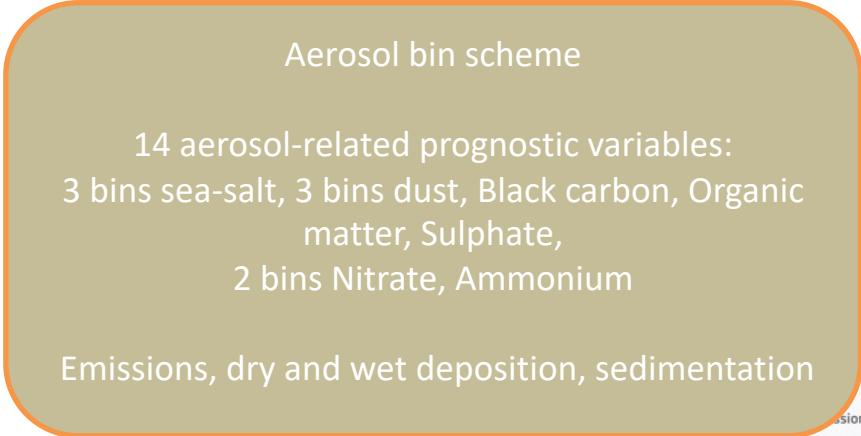 Aerosol bin scheme
14 aerosol-related prognostic variables:
3 bins sea-salt, 3 bins dust, Black carbon, Organic
matter, Sulphate,
2 bins Nitrate, Ammonium
Emissions, dry and wet deposition, sedimentation